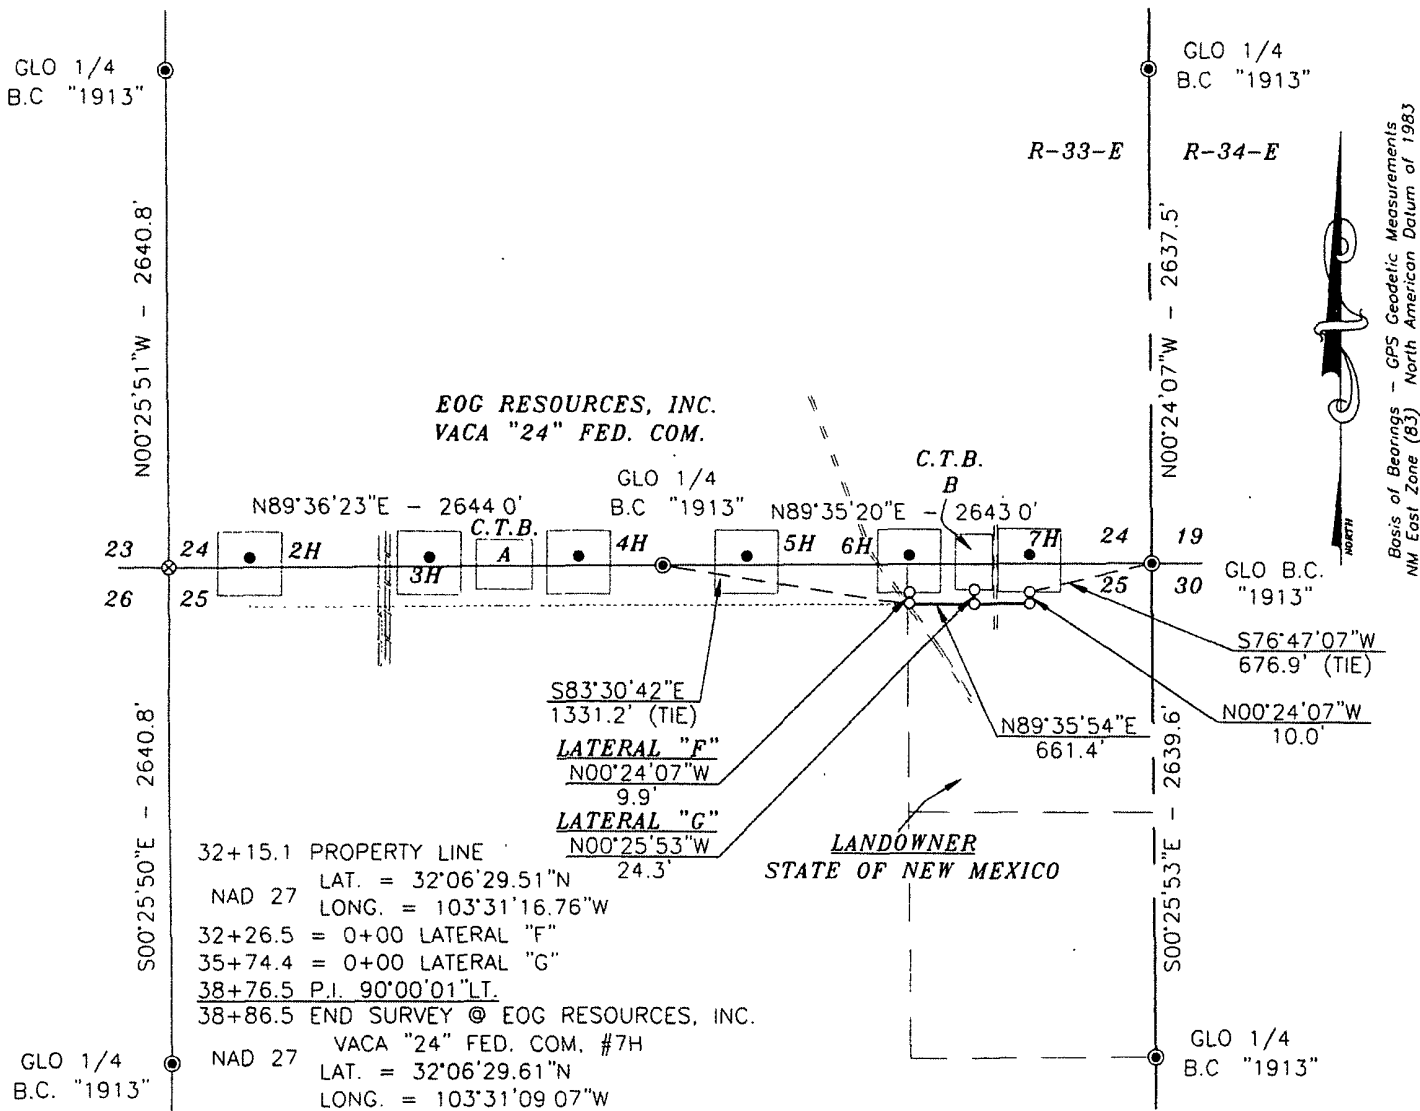 GLO 1/4
B.C "1913"
GLO 1/4
B.C "1913"
R-33-E R-34-E
N00°25'51"W - 2640.8'
N00°24'07"W - 2637.5'
Basis of Bearings - GPS Geodetic Measurements
NM East Zone (83) North American Datum of 1983
NORTH
EOG RESOURCES, INC.
VACA "24" FED. COM.
GLO 1/4
B.C "1913"
C.T.B.
B
N89°36'23"E - 2644 0'
N89°35'20"E - 2643 0'
C.T.B.
A
23 24
2H
3H
4H
5H
6H
7H
24 19
26 25
25 30
GLO B.C.
"1913"
S76°47'07"W
676.9' (TIE)
S83°30'42"E
1331.2' (TIE)
N00°24'07"W
10.0'
N89°35'54"E
661.4'
LATERAL "F"
N00°24'07"W
9.9'
LATERAL "G"
N00°25'53"W
24.3'
LANDOWNER
STATE OF NEW MEXICO
S00°25'50"E - 2640.8'
S00°25'53"E - 2639.6'
32+15.1 PROPERTY LINE
NAD 27 LAT. = 32°06'29.51"N
LONG. = 103°31'16.76"W
32+26.5 = 0+00 LATERAL "F"
35+74.4 = 0+00 LATERAL "G"
38+76.5 P.I. 90°00'01"LT.
38+86.5 END SURVEY @ EOG RESOURCES, INC.
VACA "24" FED. COM. #7H
NAD 27 LAT. = 32°06'29.61"N
LONG. = 103°31'09 07"W
GLO 1/4
B.C. "1913"
GLO 1/4
B.C "1913"